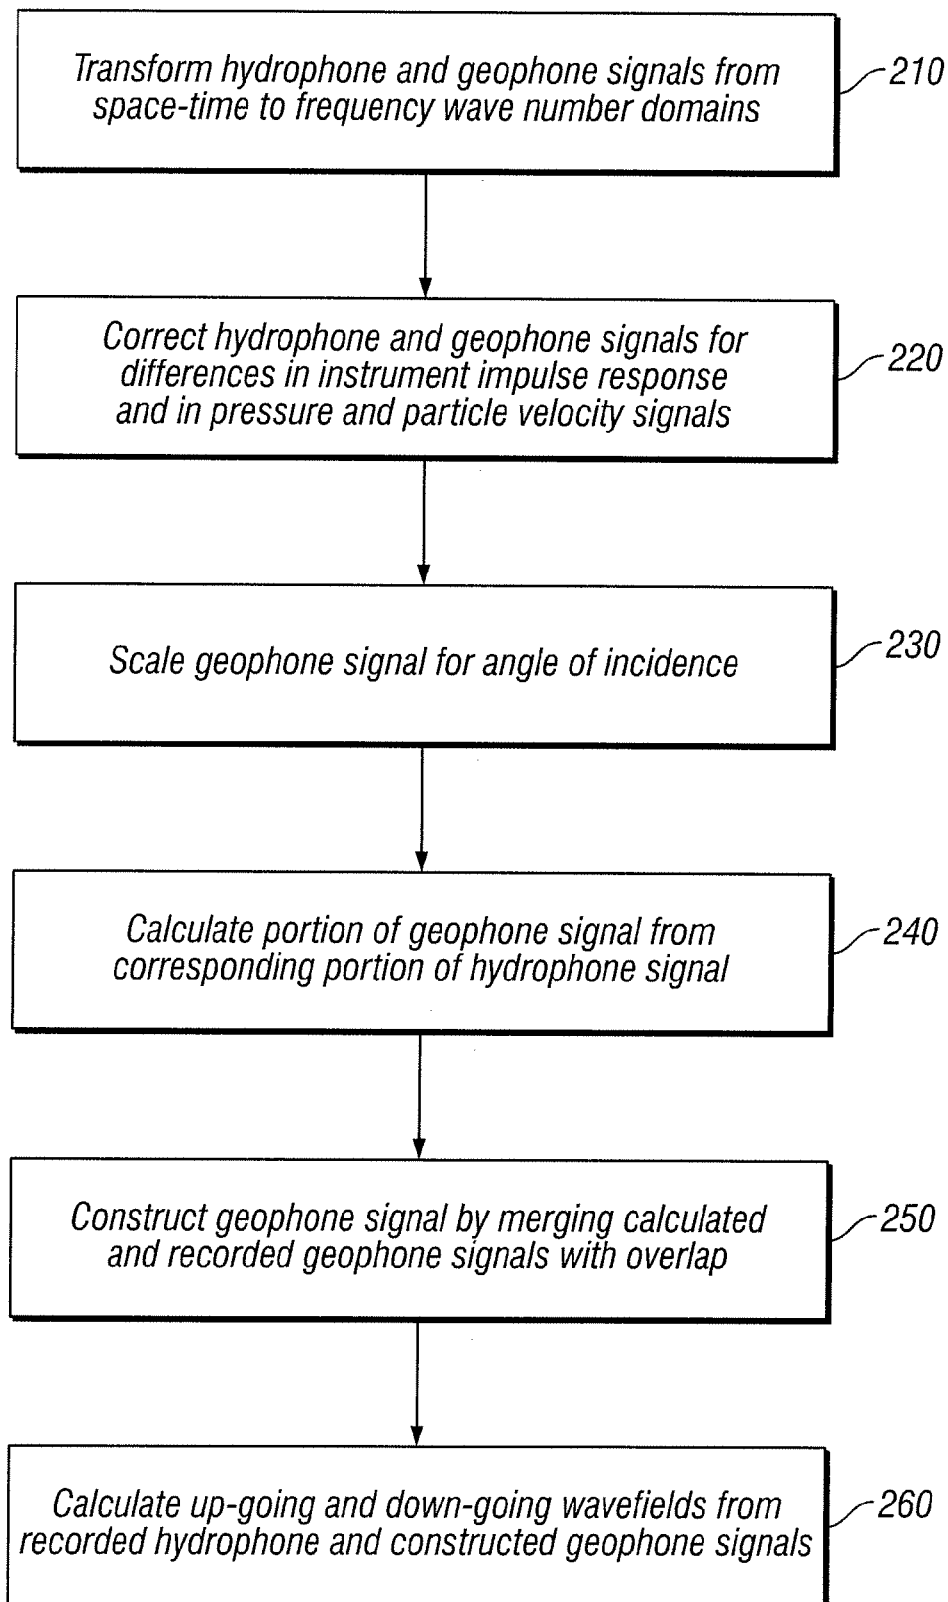 Transform hydrophone and geophone signals from
space-time to frequency wave number domains
210
Correct hydrophone and geophone signals for
differences in instrument impulse response
and in pressure and particle velocity signals
220
Scale geophone signal for angle of incidence
230
Calculate portion of geophone signal from
corresponding portion of hydrophone signal
240
Construct geophone signal by merging calculated
and recorded geophone signals with overlap
250
Calculate up-going and down-going wavefields from
recorded hydrophone and constructed geophone signals
260